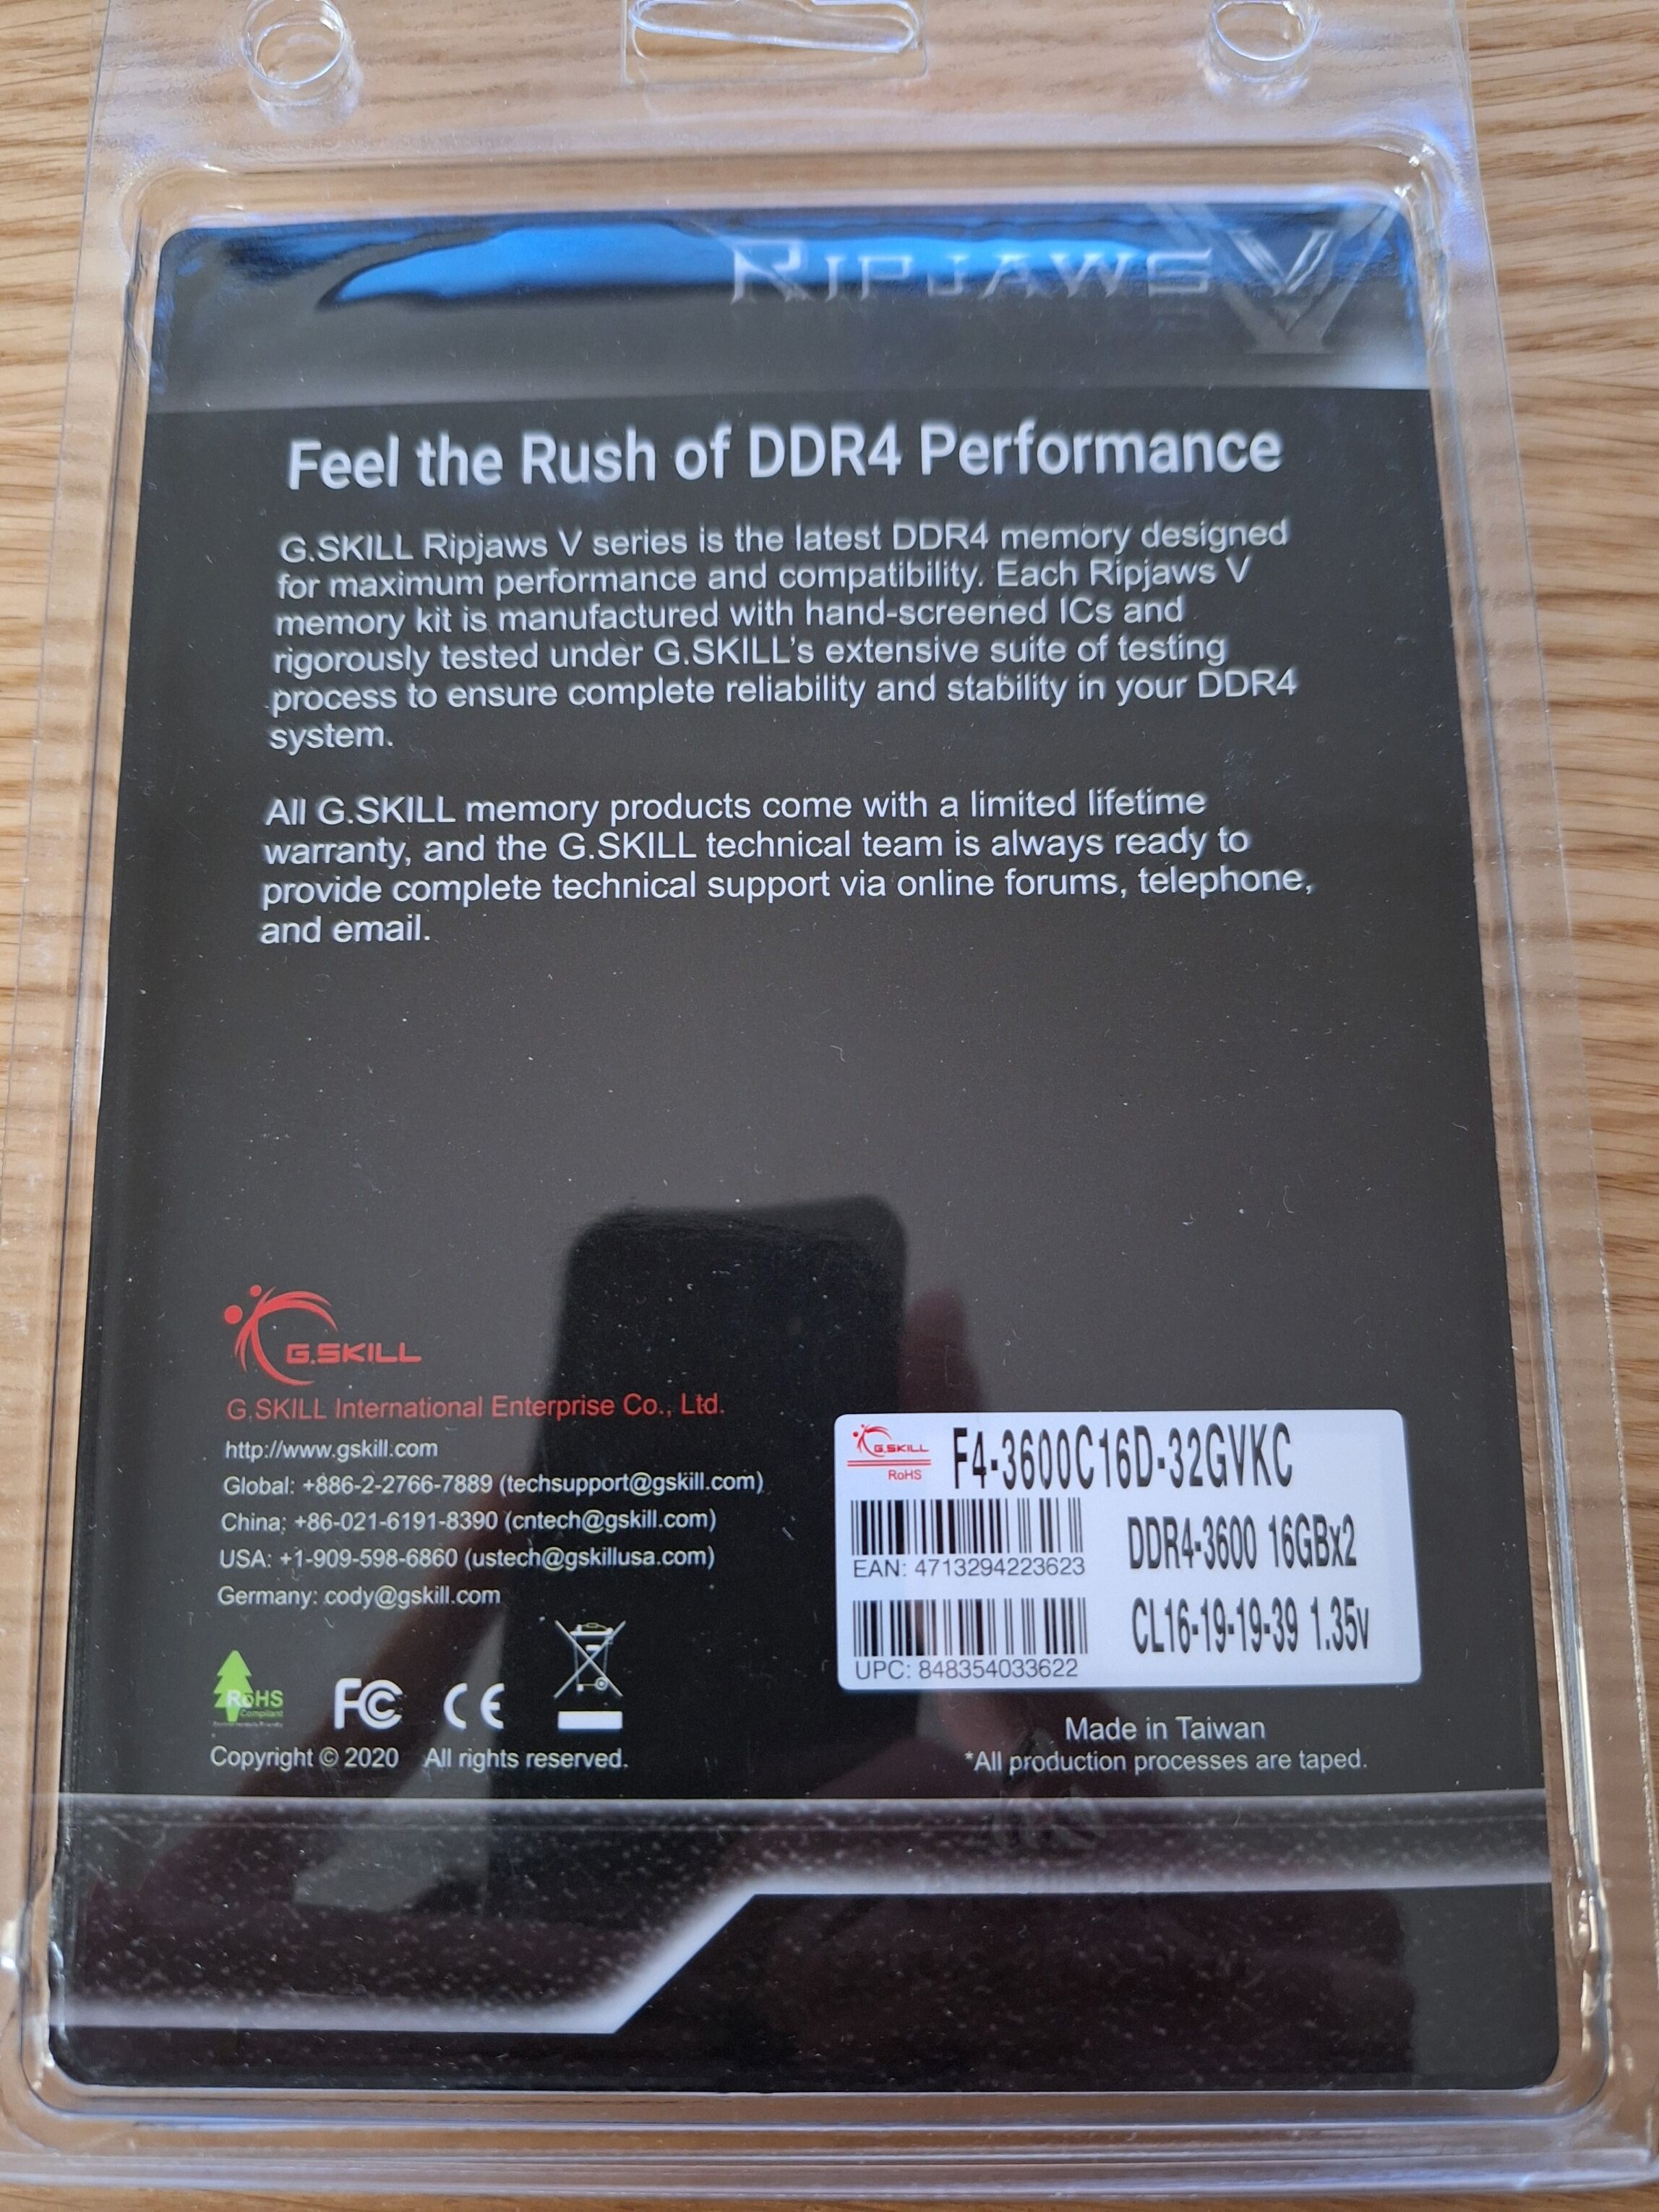 RIPJAWS V
Feel the Rush of DDR4 Performance
G.SKILL Ripjaws V series is the latest DDR4 memory designed
for maximum performance and compatibility. Each Ripjaws V
memory kit is manufactured with hand-screened ICs and
rigorously tested under G.SKILL's extensive suite of testing
process to ensure complete reliability and stability in your DDR4
system.
All G.SKILL memory products come with a limited lifetime
warranty, and the G.SKILL technical team is always ready to
provide complete technical support via online forums, telephone,
and email.
G.SKILL
G.SKILL International Enterprise Co., Ltd.
http://www.gskill.com
Global: +886-2-2766-7889 (techsupport@gskill.com)
China: +86-021-6191-8390 (cntech@gskill.com)
USA: +1-909-598-6860 (ustech@gskillusa.com)
Germany: cody@gskill.com
RoHS
Compliant
FC CE
Copyright © 2020 All rights reserved.
G.SKILL
RoHS
F4-3600C16D-32GVKC
EAN: 4713294223623
DDR4-3600 16GBx2
CL16-19-19-39 1.35v
UPC: 848354033622
Made in Taiwan
*All production processes are taped.